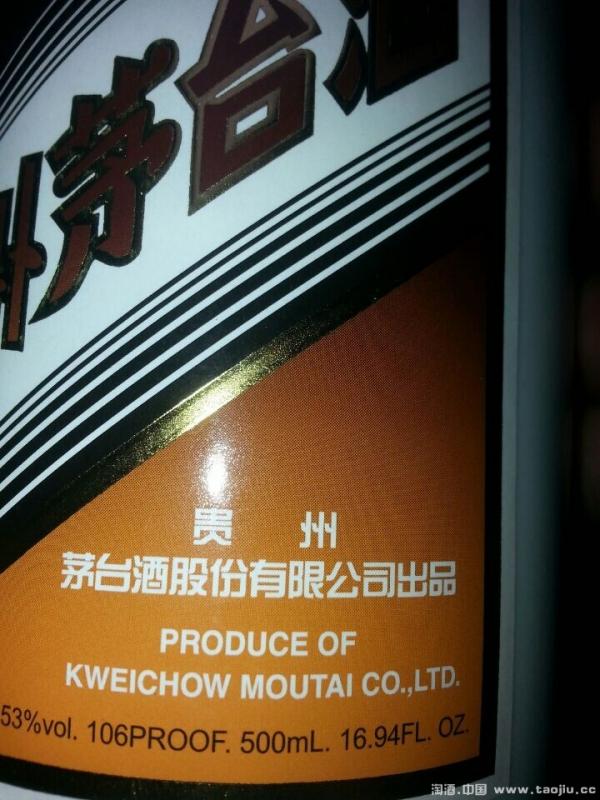 茅台酒
贵 州
茅台酒股份有限公司出品
PRODUCE OF
KWEICHOW MOUTAI CO.,LTD.
53%vol. 106PROOF. 500mL. 16.94FL. OZ.
淘酒.中国 www.taojiu.cc